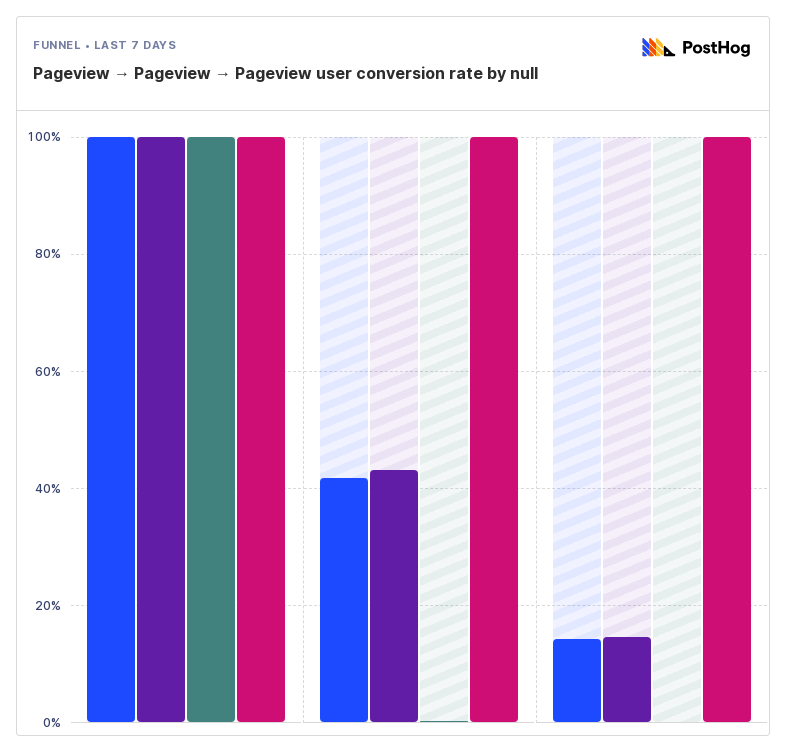 FUNNEL • LAST 7 DAYS
PostHog
Pageview → Pageview → Pageview user conversion rate by null
100%
80%
60%
40%
20%
0%